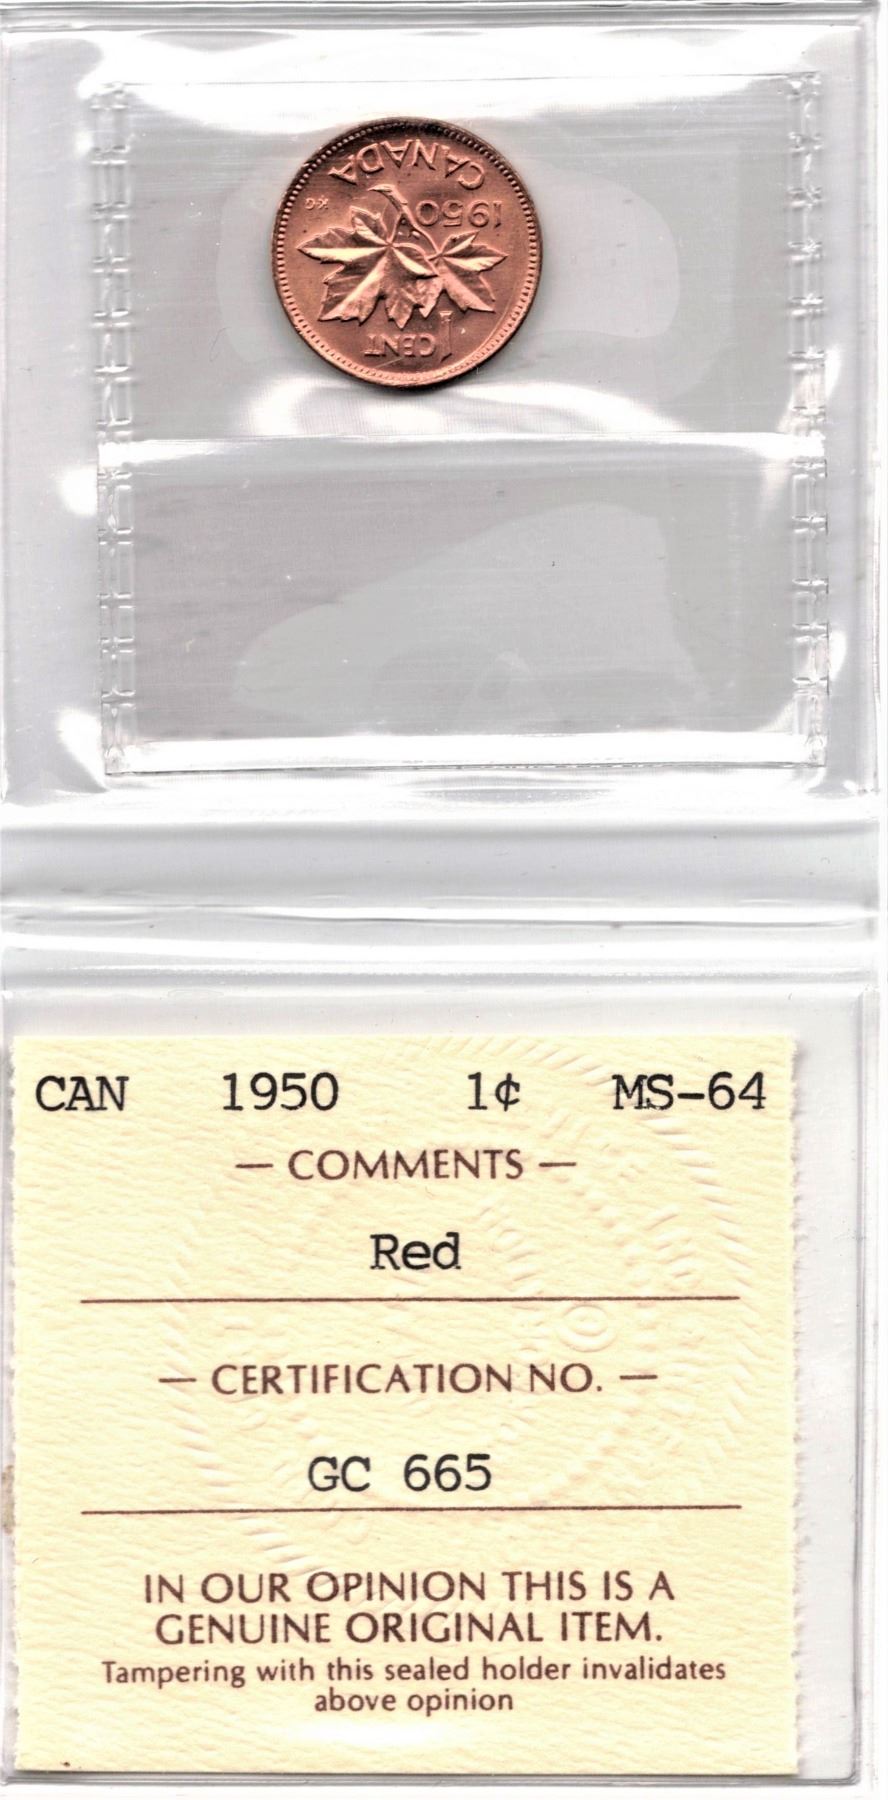 CANADA
1950
KG
1
CENT
CAN 1950 1¢ MS-64
— COMMENTS —
Red
— CERTIFICATION NO. —
GC 665
IN OUR OPINION THIS IS A
GENUINE ORIGINAL ITEM.
Tampering with this sealed holder invalidates
above opinion